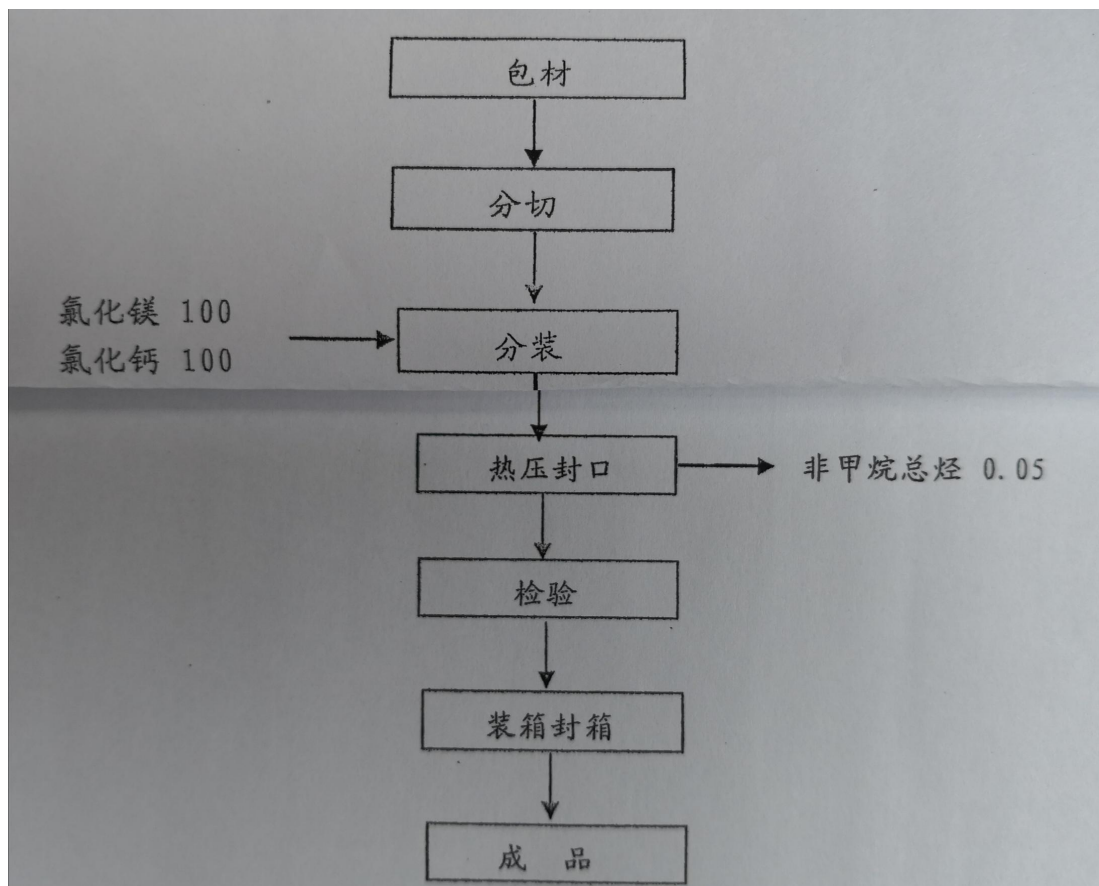 包材
分切
氯化镁 100
氯化钙 100
分装
热压封口
非甲烷总烃 0.05
检验
装箱封箱
成 品